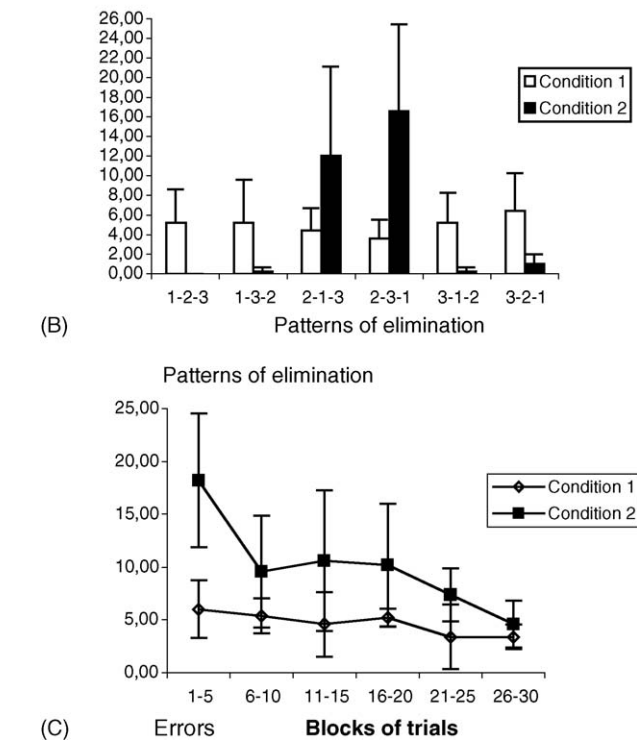 26,00
24,00
22,00
20,00
18,00
16,00
14,00
12,00
10,00
8,00
6,00
4,00
2,00
0,00
Condition 1
Condition 2
1-2-3 1-3-2 2-1-3 2-3-1 3-1-2 3-2-1
(B) Patterns of elimination
Patterns of elimination
25,00
20,00
15,00
10,00
5,00
0,00
Condition 1
Condition 2
1-5 6-10 11-15 16-20 21-25 26-30
(C) Errors Blocks of trials